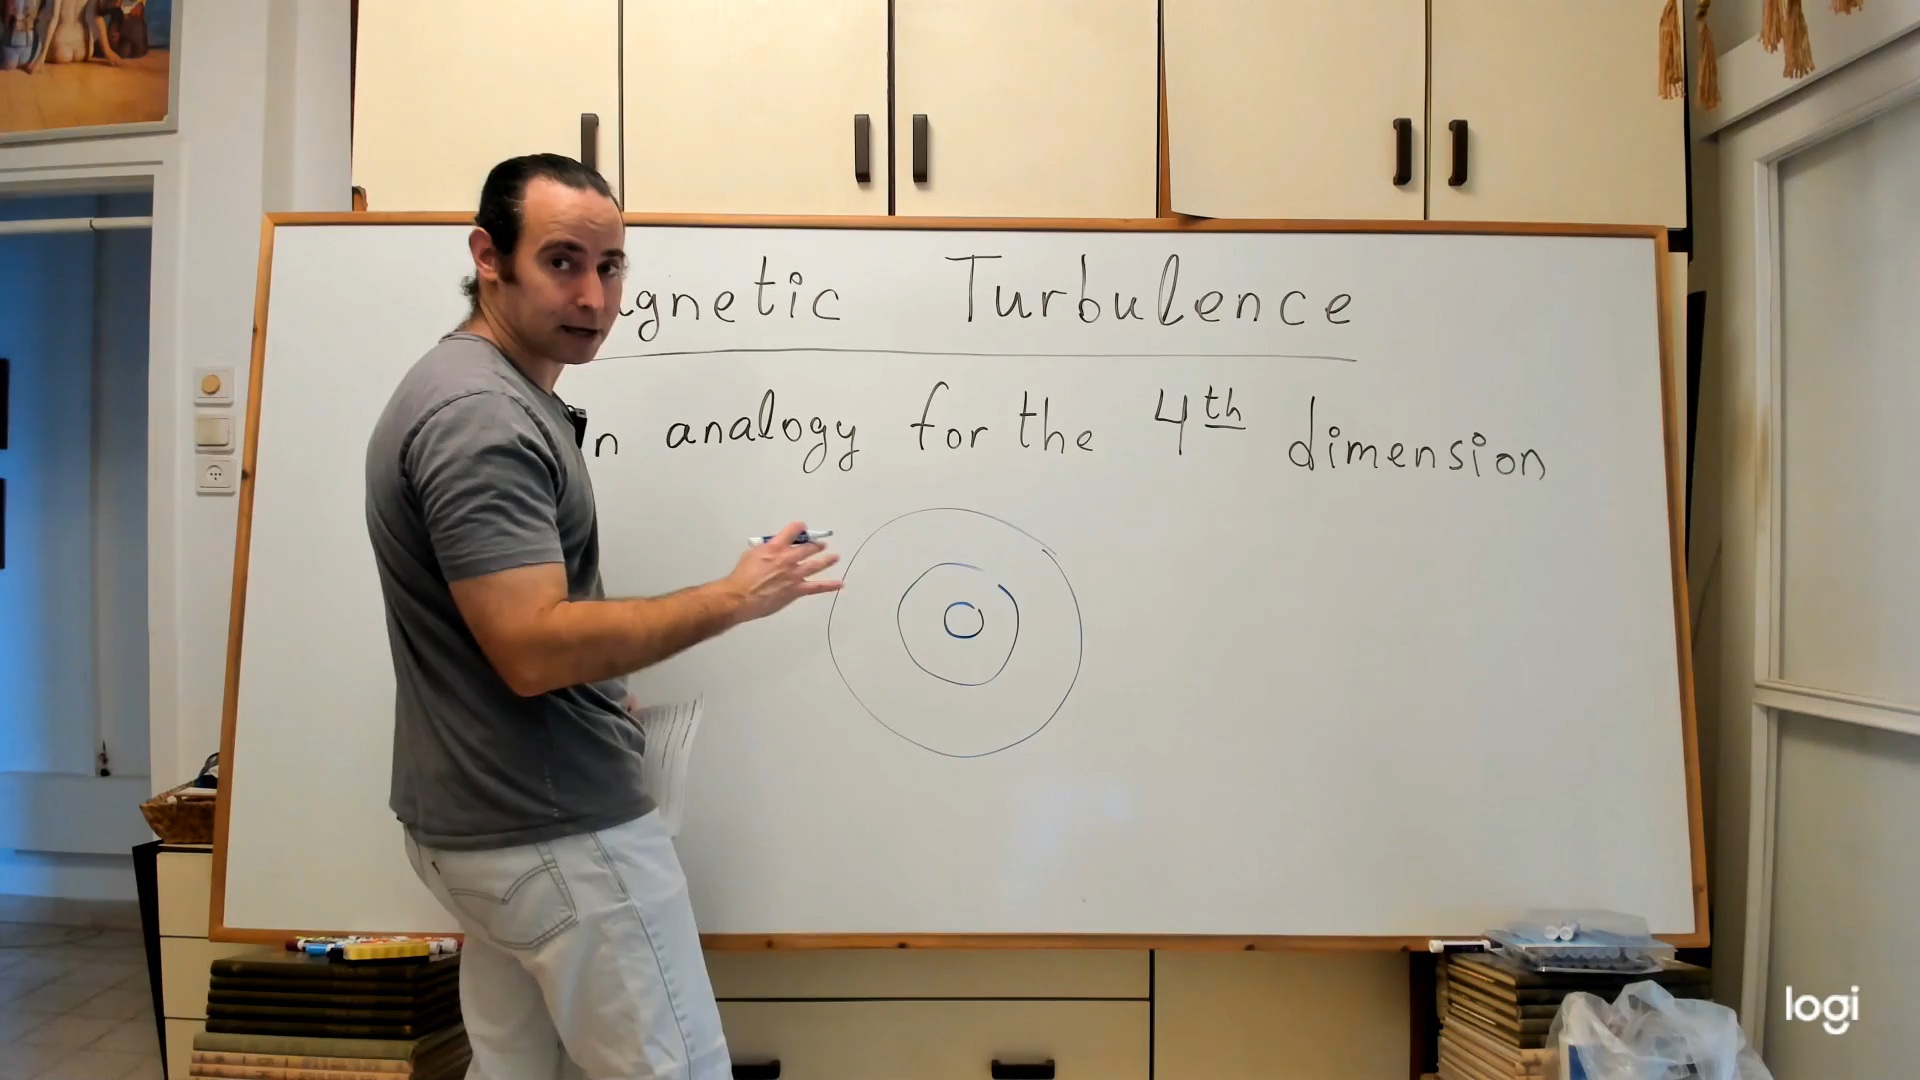 gnetic Turbulence
n analogy for the 4th dimension
logi